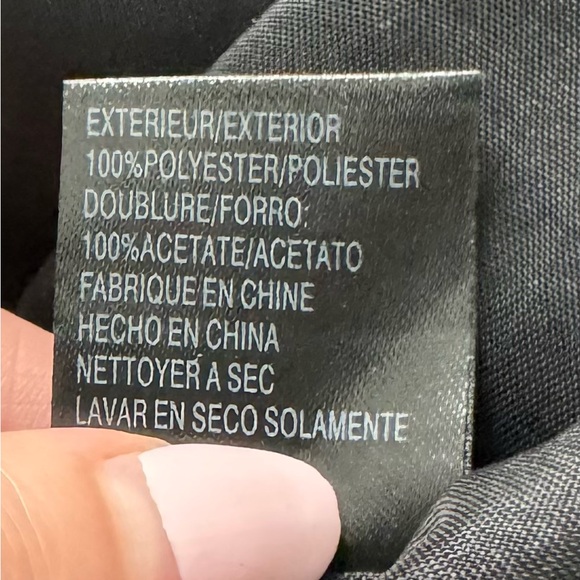 EXTERIEUR/EXTERIOR
100%POLYESTER/POLIESTER
DOUBLURE/FORRO:
100%ACETATE/ACETATO
FABRIQUE EN CHINE
HECHO EN CHINA
NETTOYER A SEC
LAVAR EN SECO SOLAMENTE